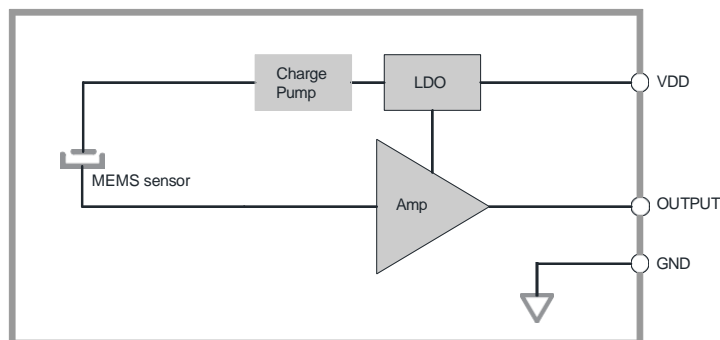 Charge
Pump
LDO
VDD
MEMS sensor
Amp
OUTPUT
GND